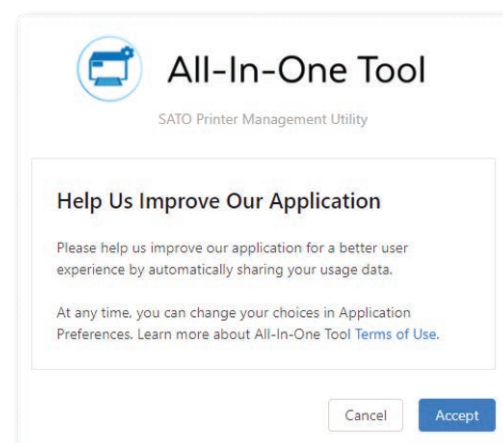 All-In-One Tool
SATO Printer Management Utility
Help Us Improve Our Application
Please help us improve our application for a better user
experience by automatically sharing your usage data.
At any time, you can change your choices in Application
Preferences. Learn more about All-In-One Tool Terms of Use.
Cancel
Accept